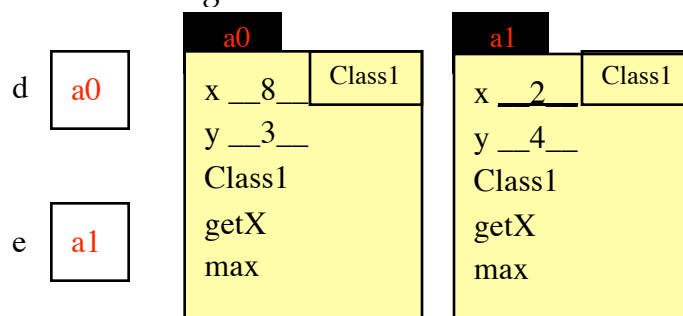 g
a0
a1
d
a0
x __8__
Class1
x __2__
Class1
y __3__
y __4__
Class1
Class1
e
a1
getX
getX
max
max